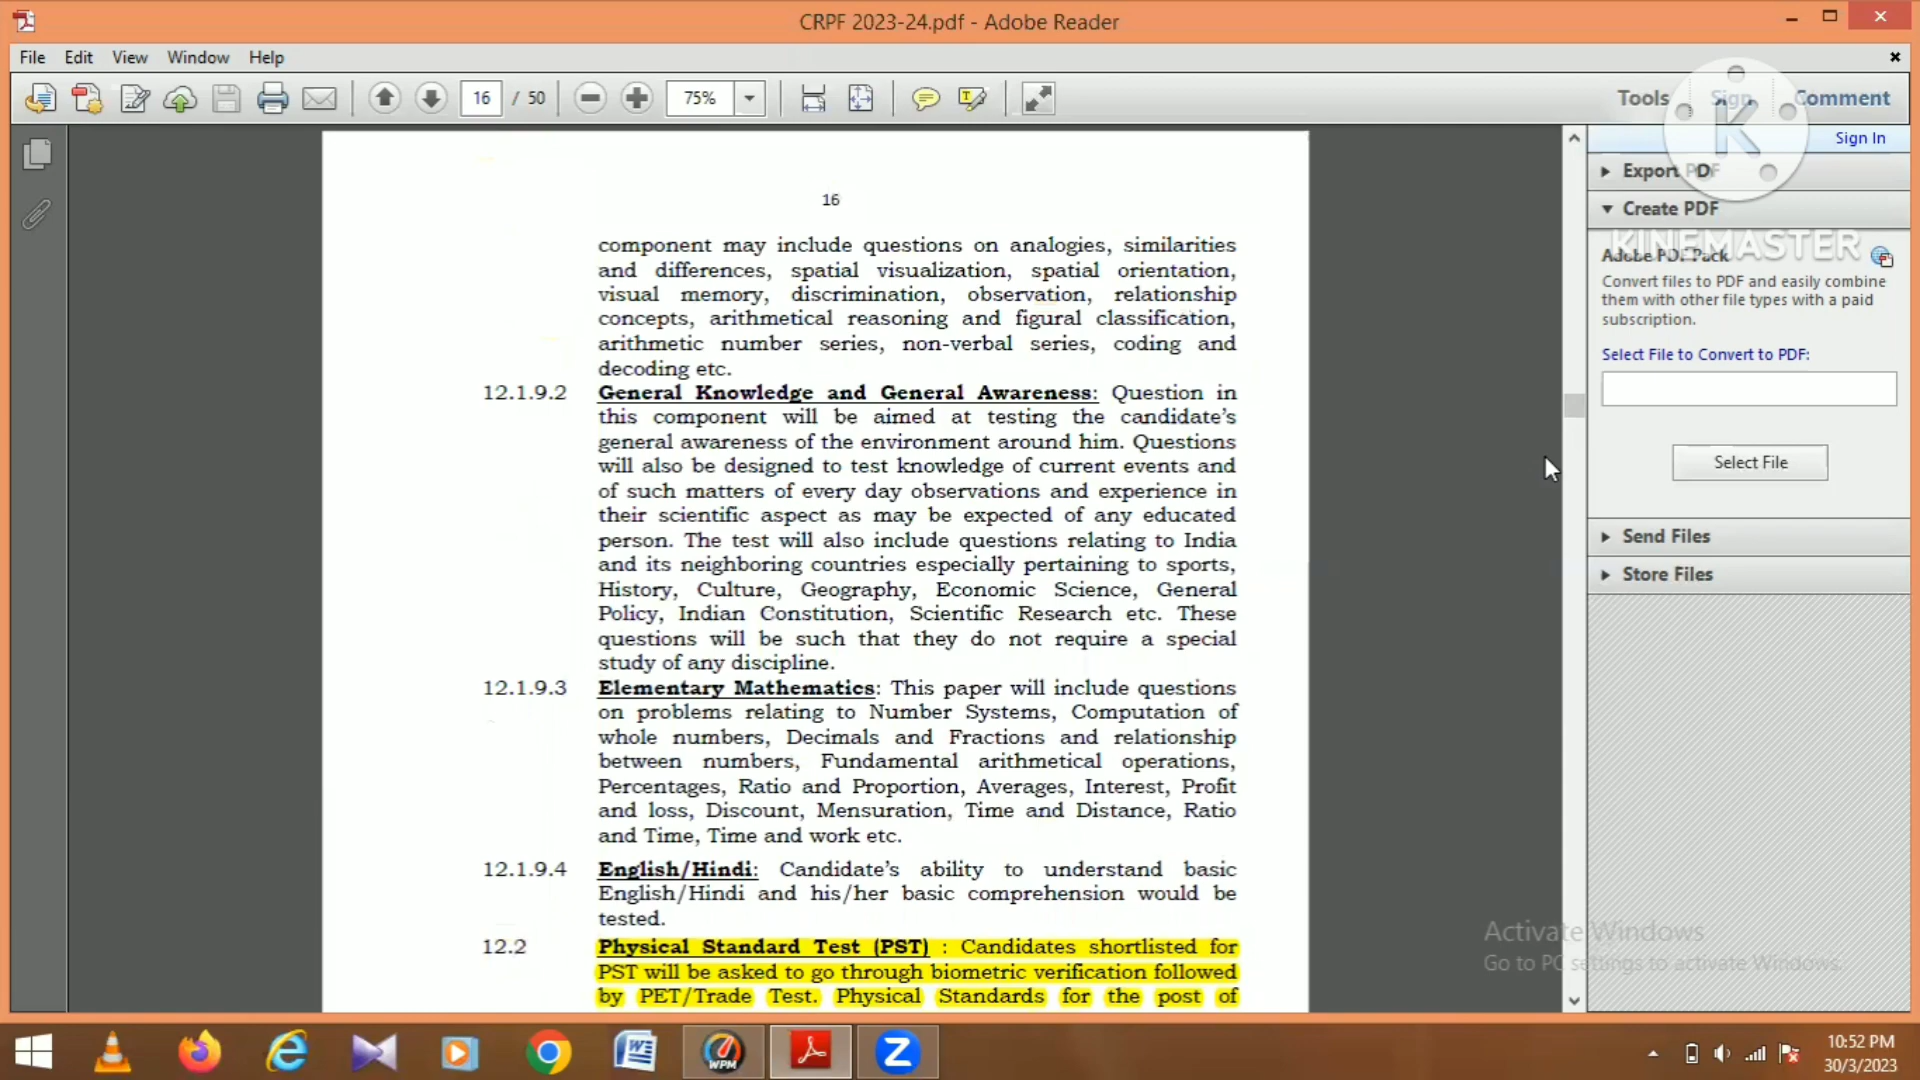 CRPF 2023-24.pdf - Adobe Reader
File Edit View Window Help
16 / 50 75% Tools Sign Comment
Sign In
Export PDF
Create PDF
KINEMASTER
Adobe PDF Pack
Convert files to PDF and easily combine
them with other file types with a paid
subscription.
Select File to Convert to PDF:
Select File
Send Files
Store Files
16
component may include questions on analogies, similarities
and differences, spatial visualization, spatial orientation,
visual memory, discrimination, observation, relationship
concepts, arithmetical reasoning and figural classification,
arithmetic number series, non-verbal series, coding and
decoding etc.
12.1.9.2 General Knowledge and General Awareness: Question in
this component will be aimed at testing the candidate's
general awareness of the environment around him. Questions
will also be designed to test knowledge of current events and
of such matters of every day observations and experience in
their scientific aspect as may be expected of any educated
person. The test will also include questions relating to India
and its neighboring countries especially pertaining to sports,
History, Culture, Geography, Economic Science, General
Policy, Indian Constitution, Scientific Research etc. These
questions will be such that they do not require a special
study of any discipline.
12.1.9.3 Elementary Mathematics: This paper will include questions
on problems relating to Number Systems, Computation of
whole numbers, Decimals and Fractions and relationship
between numbers, Fundamental arithmetical operations,
Percentages, Ratio and Proportion, Averages, Interest, Profit
and loss, Discount, Mensuration, Time and Distance, Ratio
and Time, Time and work etc.
12.1.9.4 English/Hindi: Candidate's ability to understand basic
English/Hindi and his/her basic comprehension would be
tested.
12.2 Physical Standard Test (PST) : Candidates shortlisted for
PST will be asked to go through biometric verification followed
by PET/Trade Test. Physical Standards for the post of
Activate Windows
Go to PC settings to activate Windows.
WPM
10:52 PM
30/3/2023